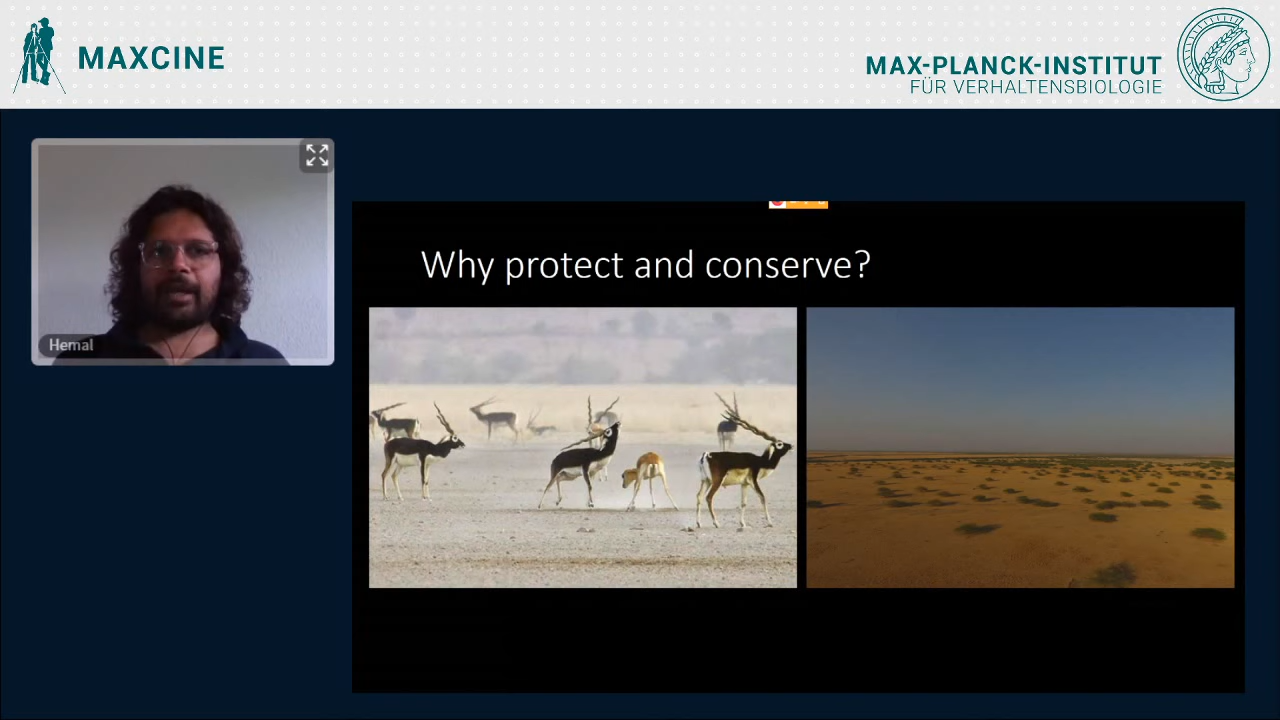 MAXCINE
MAX-PLANCK-INSTITUT
FÜR VERHALTENSBIOLOGIE
Hemal
Why protect and conserve?